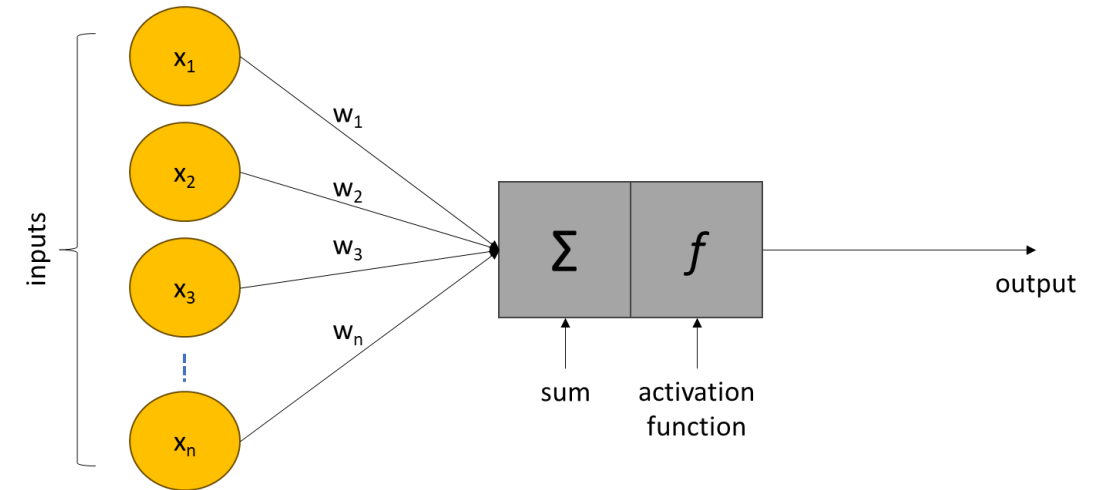 inputs
x₁
x₂
x₃
xₙ
w₁
w₂
w₃
wₙ
Σ
f
sum
activation
function
output